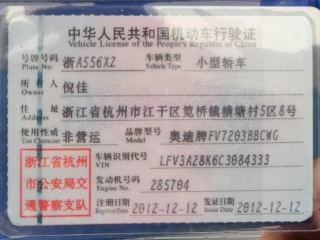 中华人民共和国机动车行驶证
Vehicle License of the People's Republic of China
号牌号码 浙A556XZ 车辆类型 小型轿车
Plate No. Vehicle Type
所有人 倪佳
Owner
住址 浙江省杭州市江干区笕桥镇横塘村5区8号
Address
使用性质 非营运 品牌型号 奥迪牌FV7203BBCWG
Use Character Model
浙江省杭州 车辆识别代号 LFV3A28K6C3084333
VIN
市公安局交 发动机号码 285704
Engine No.
通警察支队 注册日期 2012-12-12 发证日期 2012-12-12
Register Date Issue Date